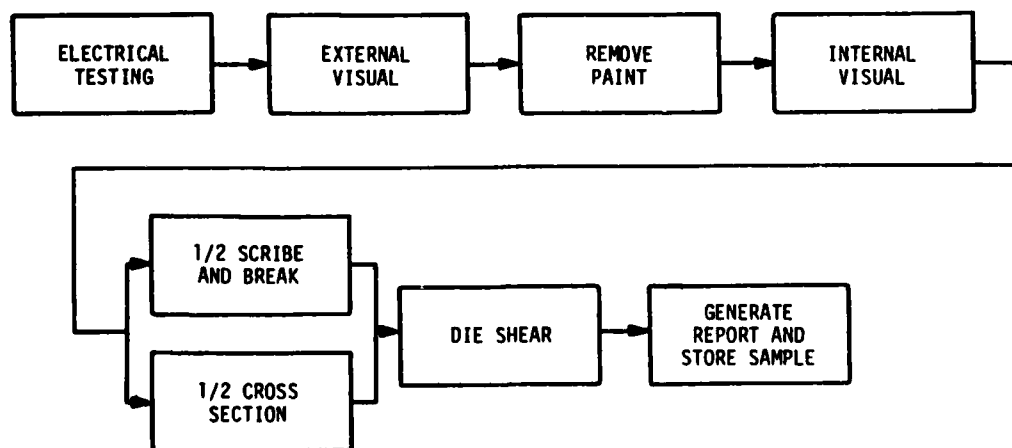 ELECTRICAL
TESTING
EXTERNAL
VISUAL
REMOVE
PAINT
INTERNAL
VISUAL
1/2 SCRIBE
AND BREAK
1/2 CROSS
SECTION
DIE SHEAR
GENERATE
REPORT AND
STORE SAMPLE